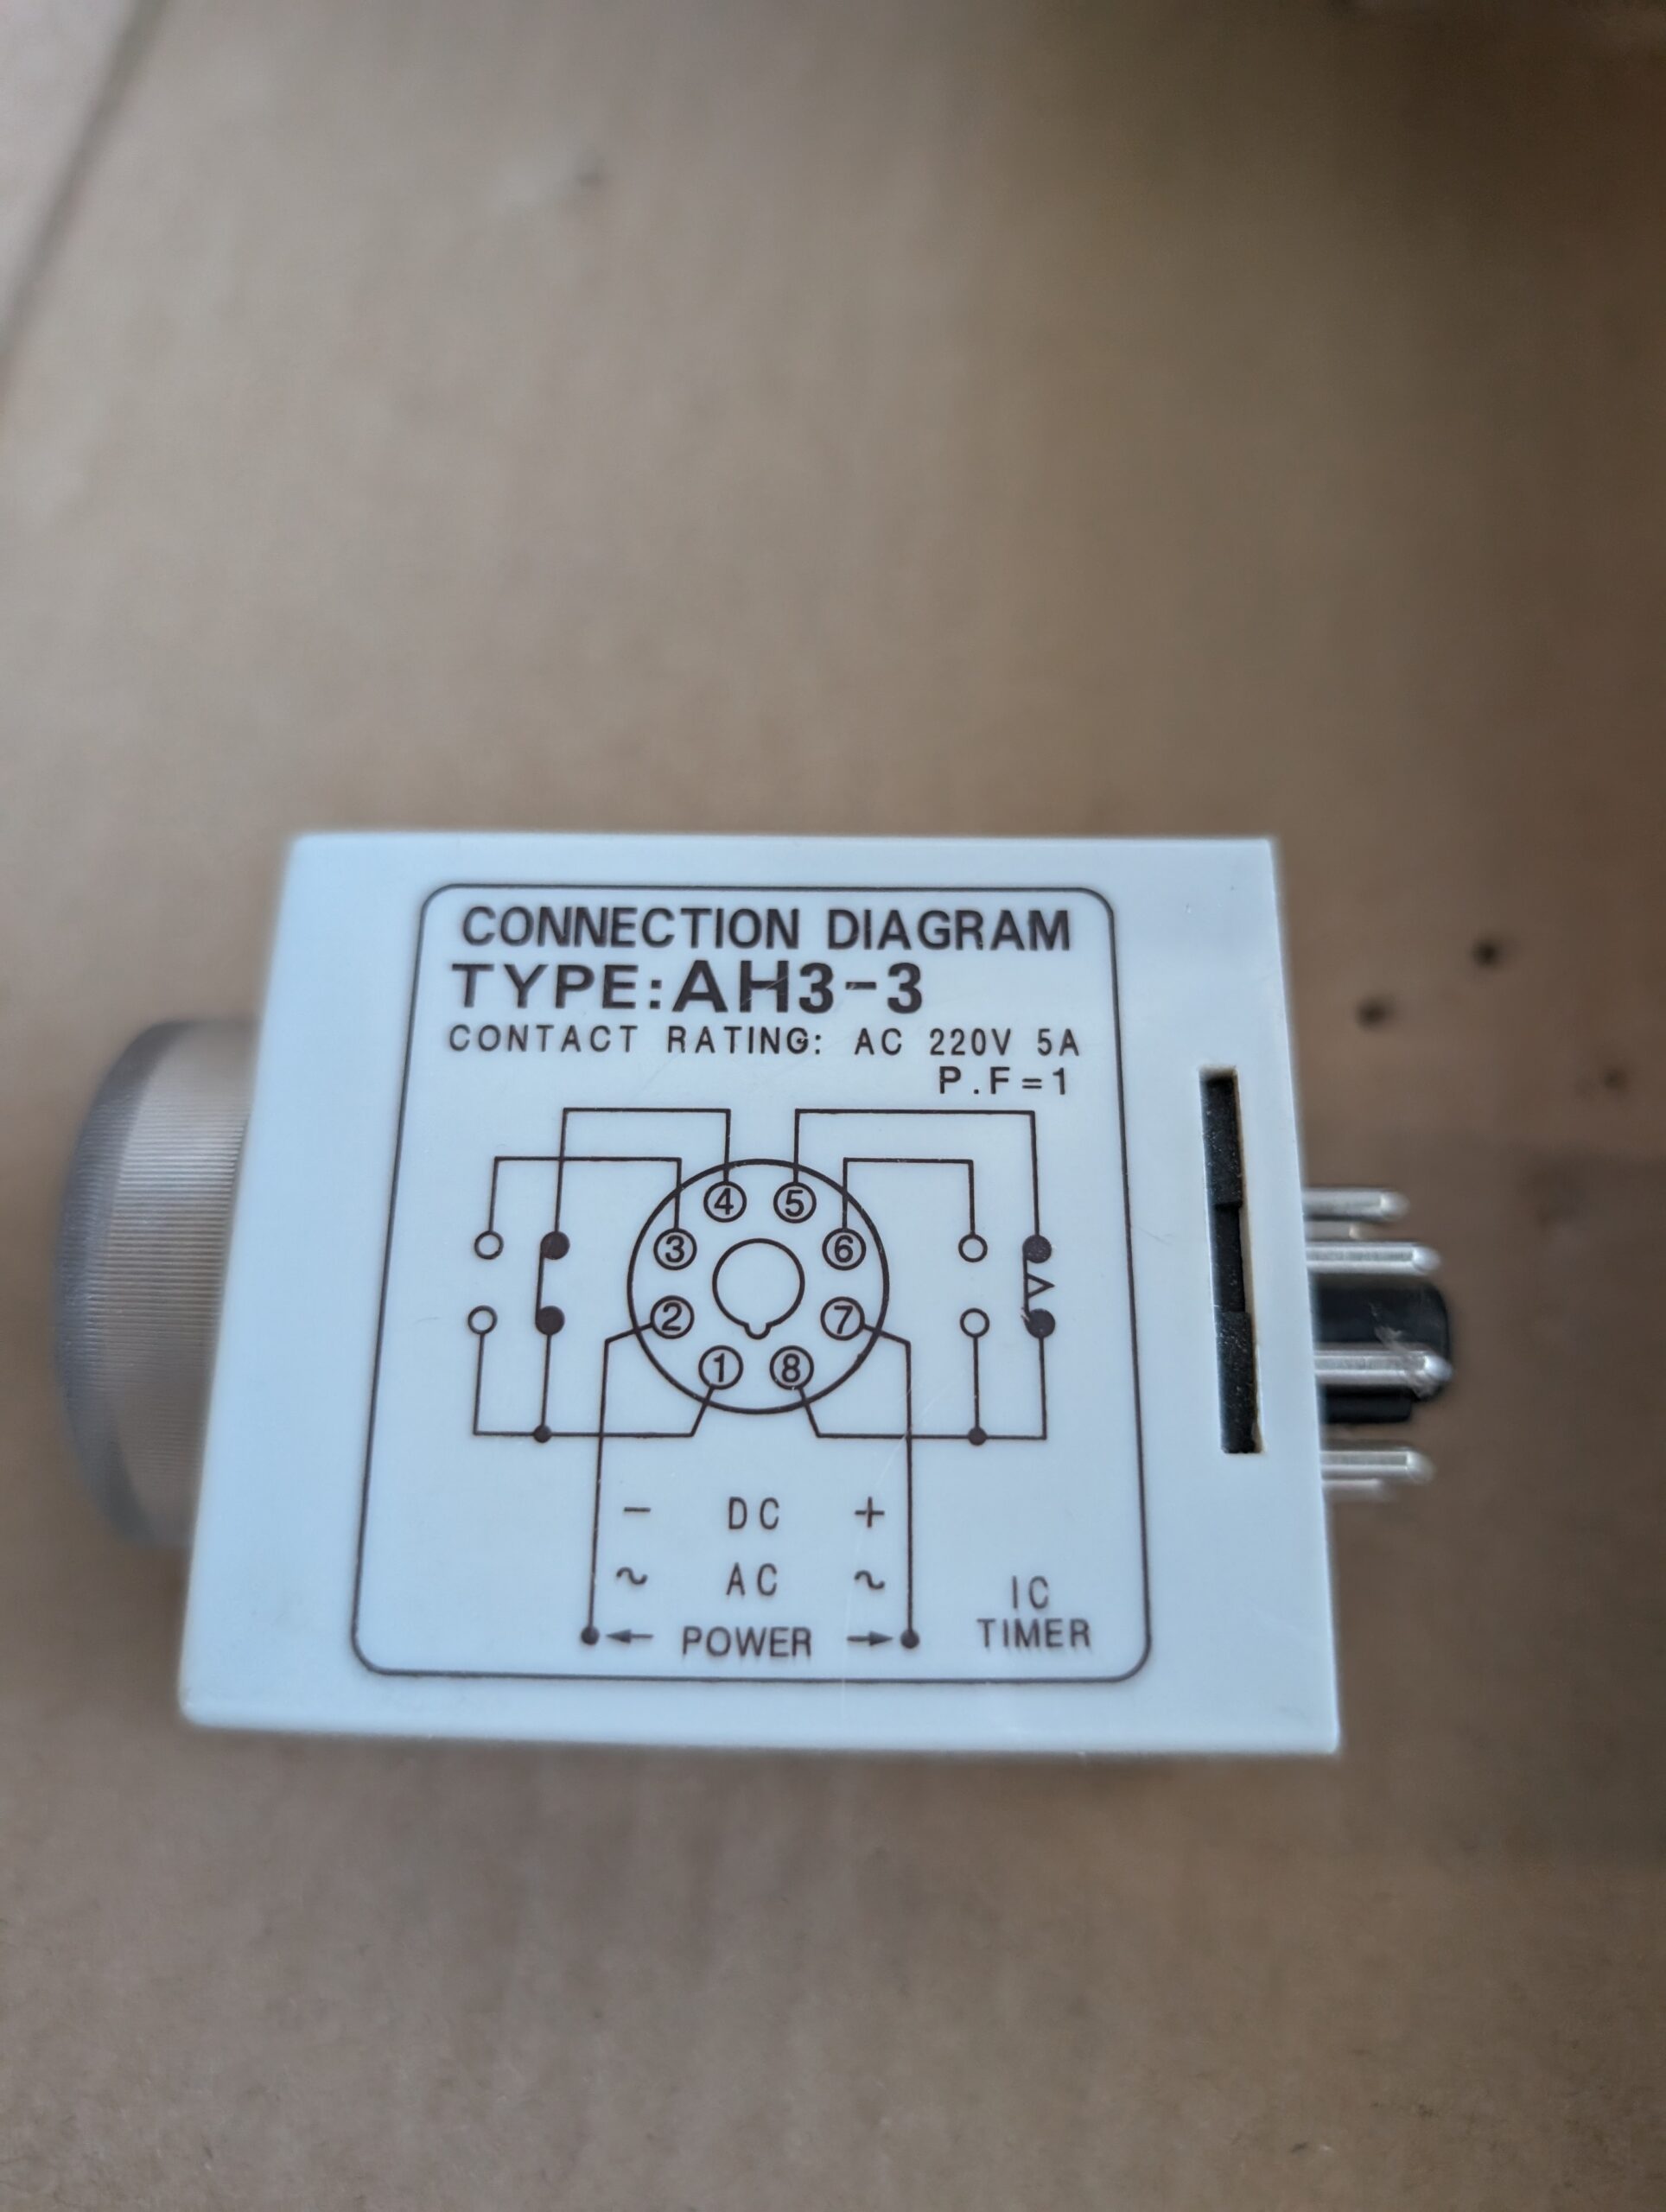 CONNECTION DIAGRAM
TYPE:AH3-3
CONTACT RATING: AC 220V 5A
P.F=1
4 5
3 6
2 7
1 8
- DC +
~ AC ~
POWER
IC
TIMER